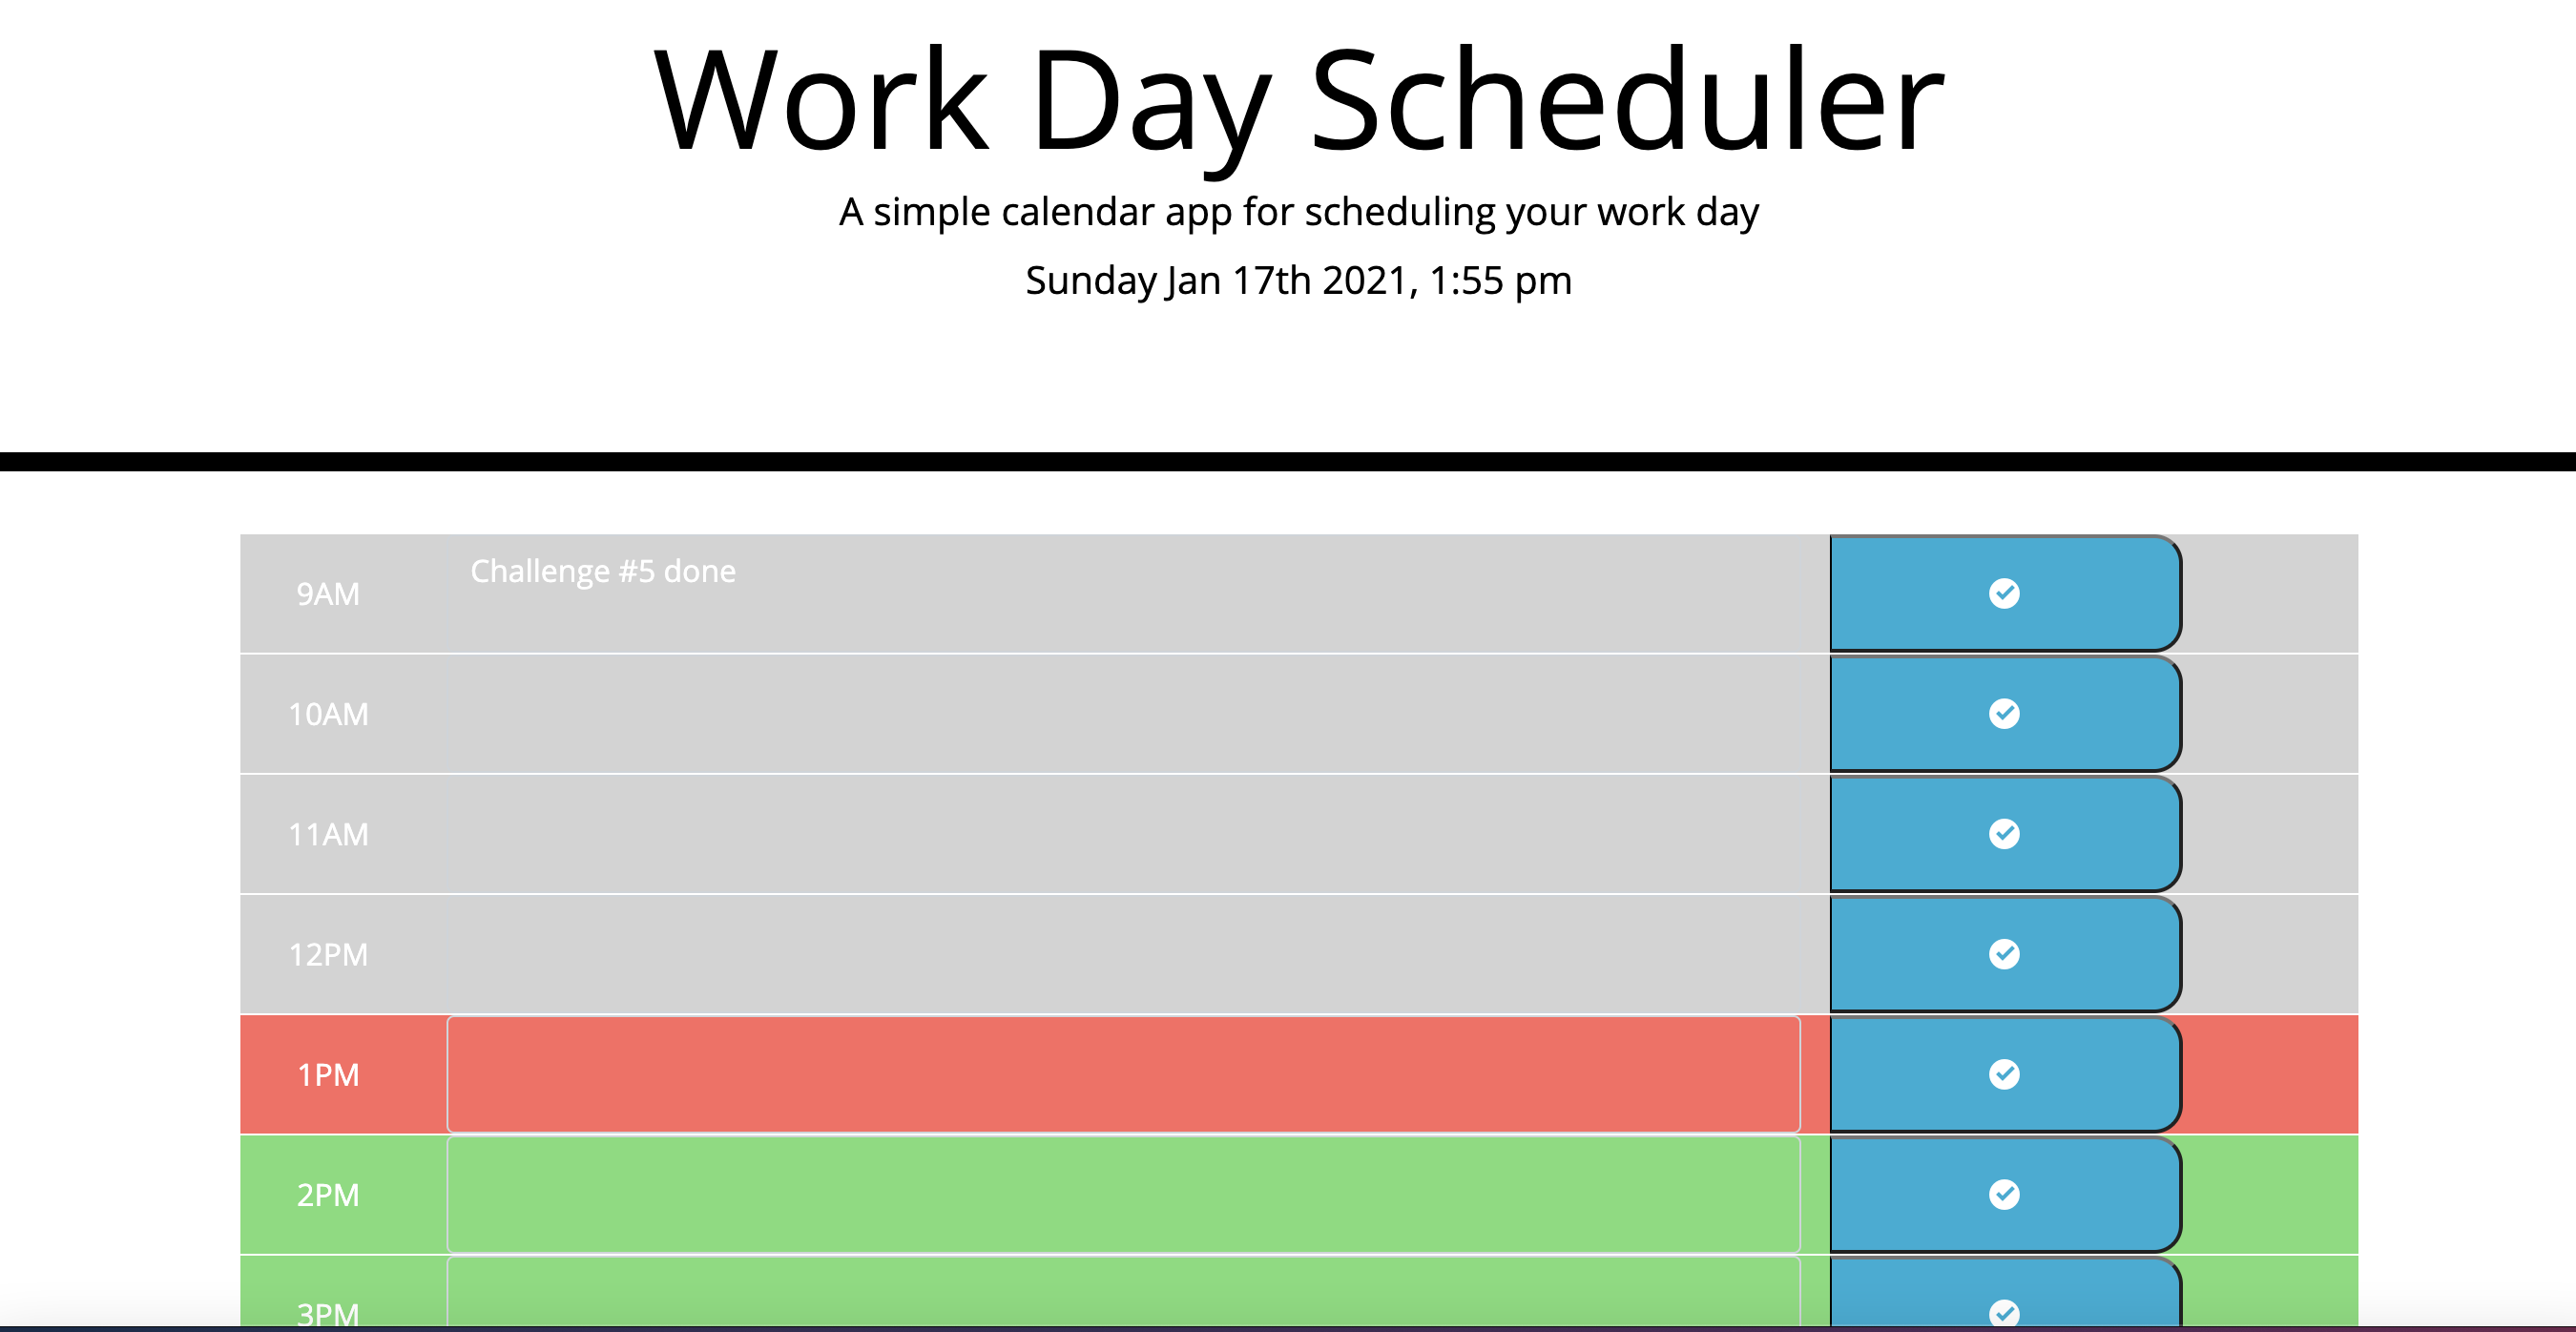 Work Day Scheduler
A simple calendar app for scheduling your work day
Sunday Jan 17th 2021, 1:55 pm
9AM
Challenge #5 done
10AM
11AM
12PM
1PM
2PM
3PM